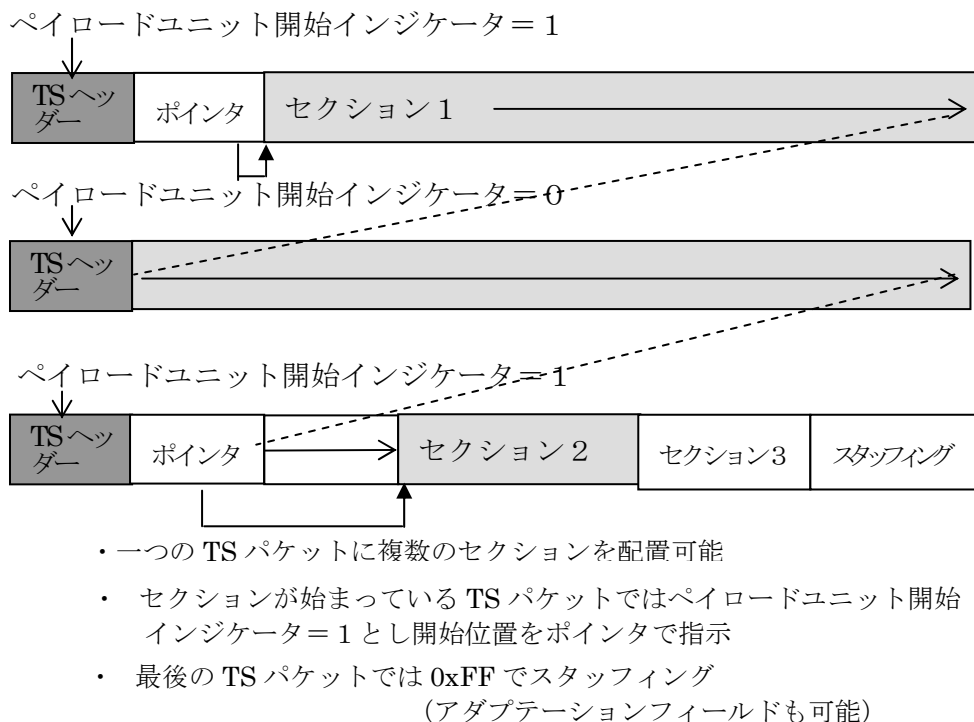 ペイロードユニット開始インジケータ＝１
TSヘッ
ダー
ポインタ
セクション１
ペイロードユニット開始インジケータ＝０
TSヘッ
ダー
ペイロードユニット開始インジケータ＝１
TSヘッ
ダー
ポインタ
セクション２
セクション３
スタッフィング
・一つの TS パケットに複数のセクションを配置可能
・ セクションが始まっている TS パケットではペイロードユニット開始
インジケータ＝１とし開始位置をポインタで指示
・ 最後の TS パケットでは 0xFF でスタッフィング
（アダプテーションフィールドも可能）